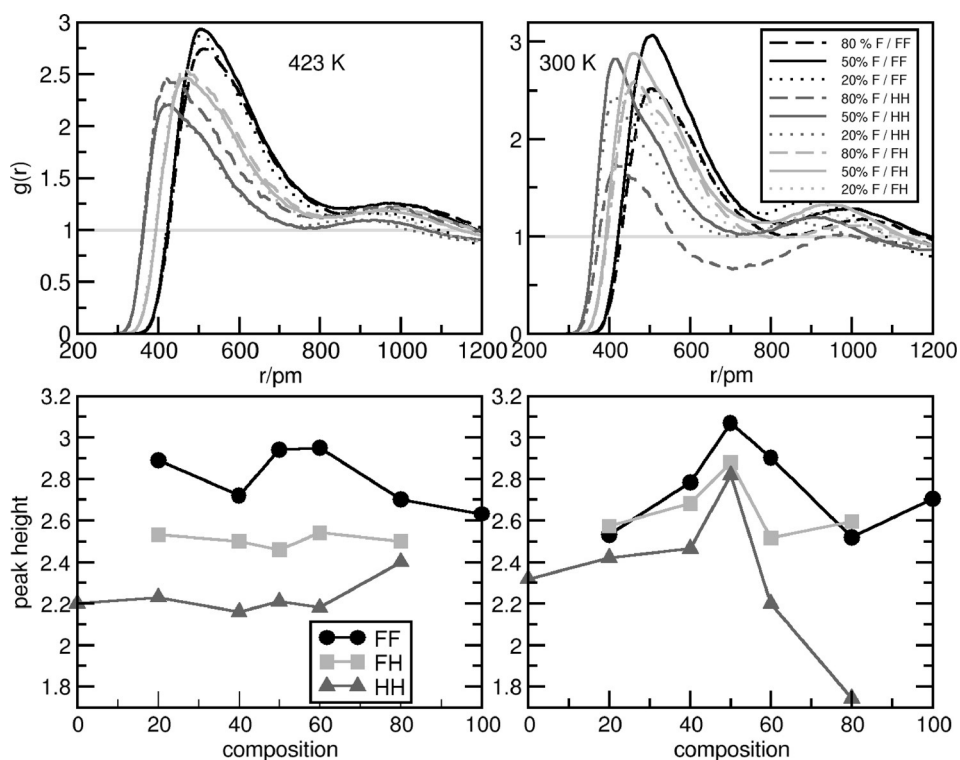 3
2.5
2
1.5
1
0.5
0
g(r)
423 K
200 400 600 800 1000 1200
r/pm
3
2
1
0
300 K
80 % F / FF
50% F / FF
20% F / FF
80% F / HH
50% F / HH
20% F / HH
80% F / FH
50% F / FH
20% F / FH
200 400 600 800 1000 1200
r/pm
3.2
3
2.8
2.6
2.4
2.2
2
1.8
peak height
FF
FH
HH
0 20 40 60 80 100
composition
3.2
3
2.8
2.6
2.4
2.2
2
1.8
0 20 40 60 80 100
composition